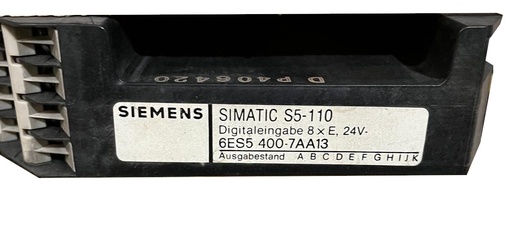 D P406420
SIEMENS
SIMATIC S5-110
Digitaleingabe 8 x E, 24V-
6ES5 400-7AA13
Ausgabestand A B C D E F G H I J K